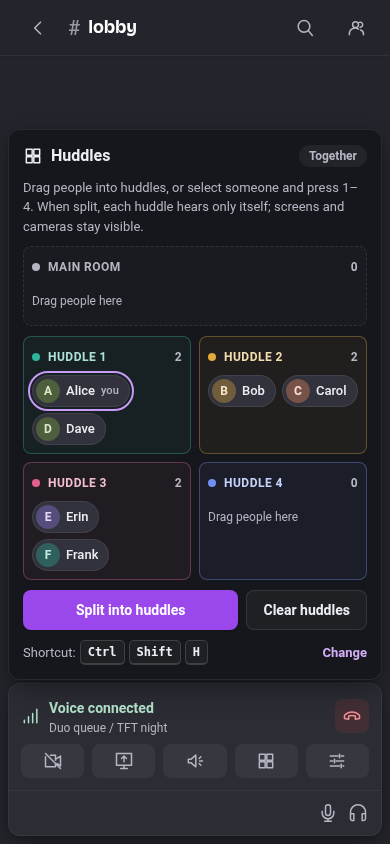 # lobby
Huddles
Together
Drag people into huddles, or select someone and press 1–
4. When split, each huddle hears only itself; screens and
cameras stay visible.
MAIN ROOM 0
Drag people here
HUDDLE 1 2
A Alice you
D Dave
HUDDLE 2 2
B Bob C Carol
HUDDLE 3 2
E Erin
F Frank
HUDDLE 4 0
Drag people here
Split into huddles
Clear huddles
Shortcut: Ctrl Shift H
Change
Voice connected
Duo queue / TFT night